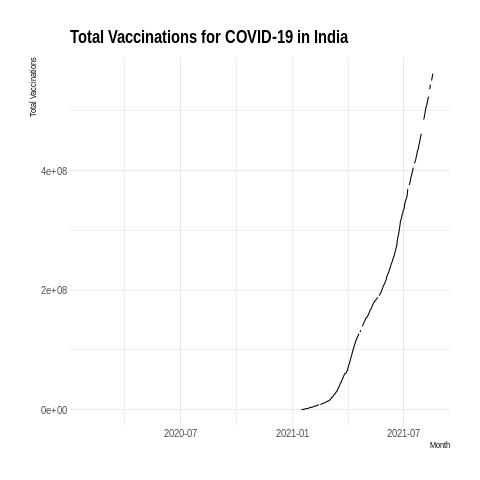 Total Vaccinations for COVID-19 in India
Total Vaccinations
4e+08
2e+08
0e+00
2020-07
2021-01
2021-07
Month